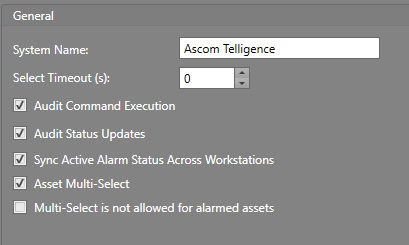 General
System Name: Ascom Telligence
Select Timeout (s): 0
Audit Command Execution
Audit Status Updates
Sync Active Alarm Status Across Workstations
Asset Multi-Select
Multi-Select is not allowed for alarmed assets